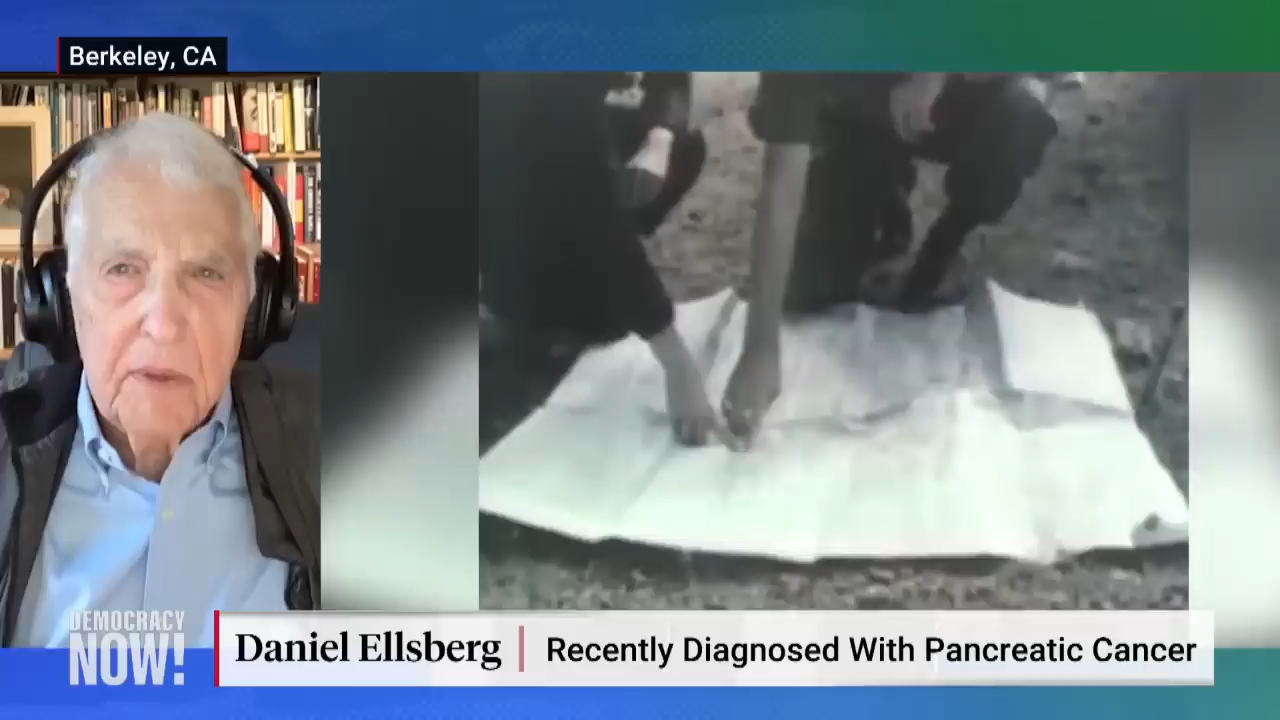 Berkeley, CA
DEMOCRACY
NOW!
Daniel Ellsberg | Recently Diagnosed With Pancreatic Cancer